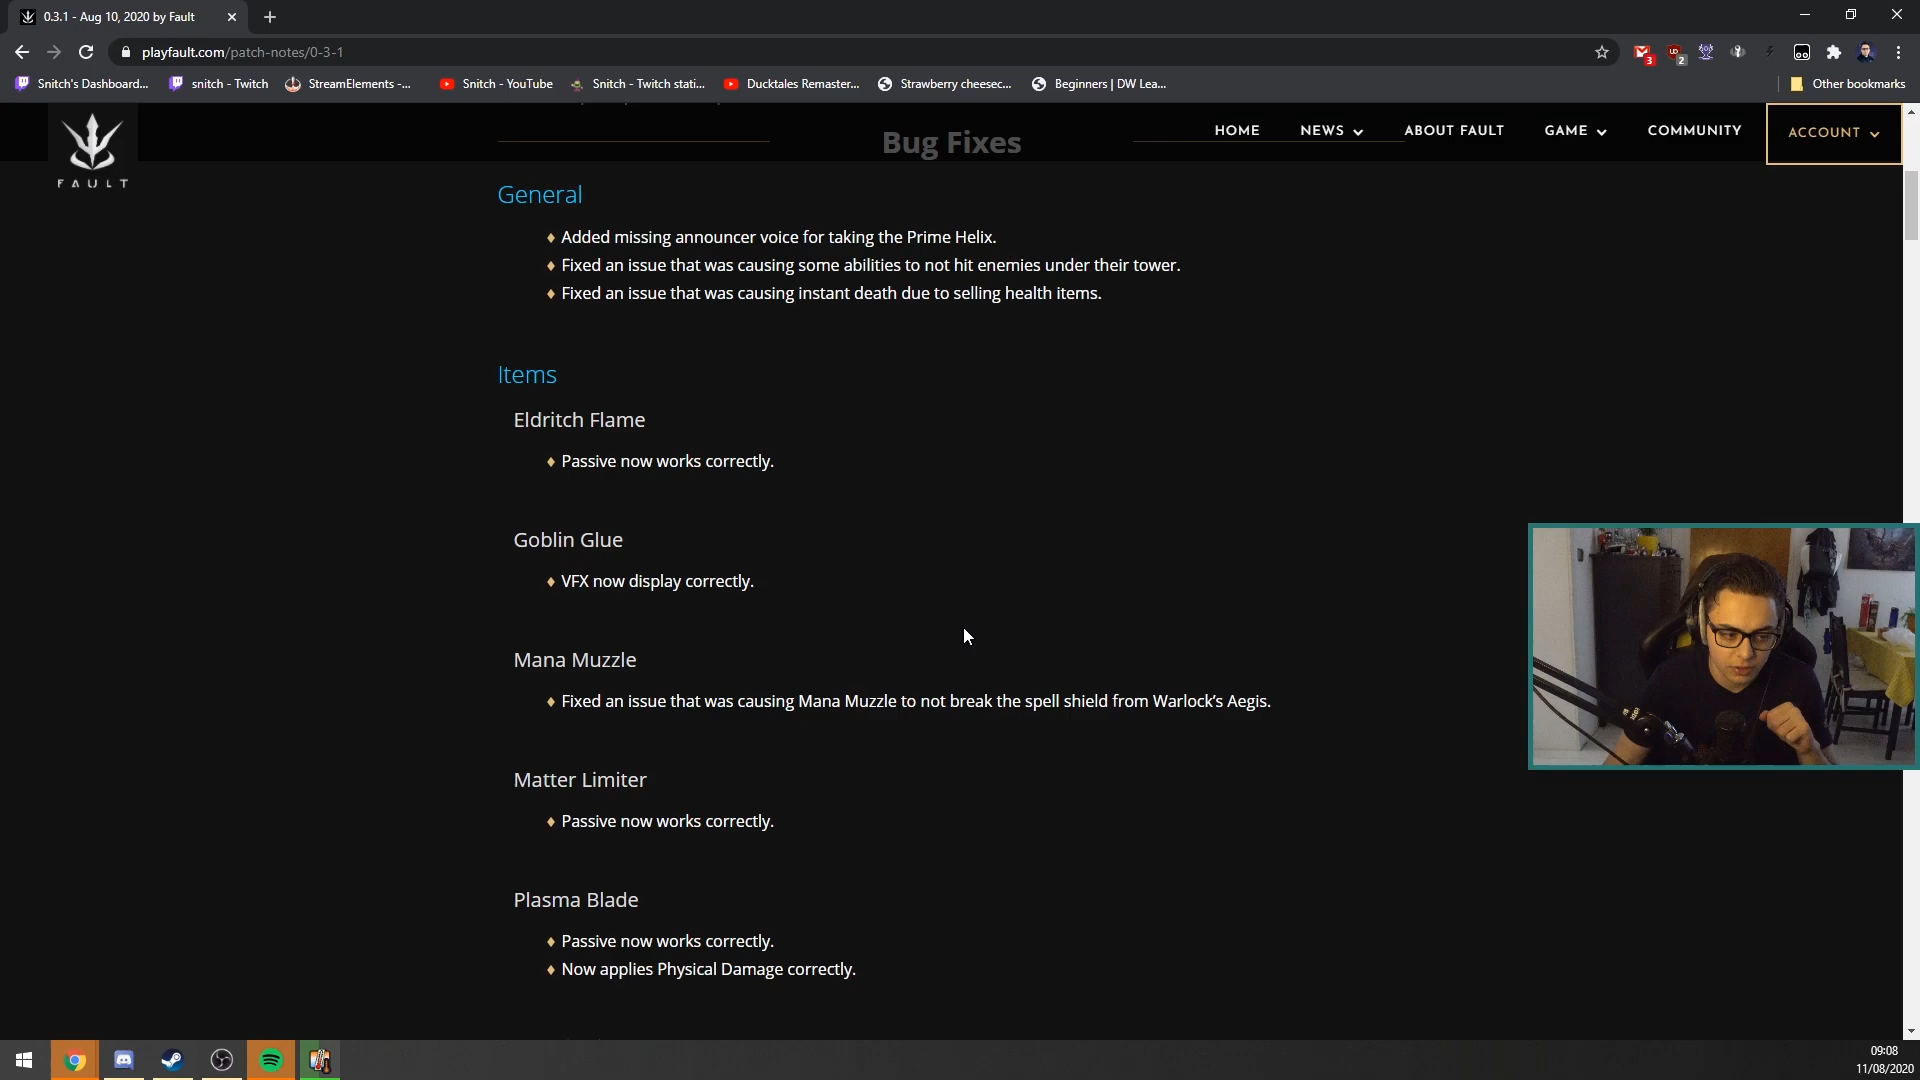 0.3.1 - Aug 10, 2020 by Fault
playfault.com/patch-notes/0-3-1
3
UD
2
Snitch's Dashboard...
snitch - Twitch
StreamElements -...
Snitch - YouTube
Snitch - Twitch stati...
Ducktales Remaster...
Strawberry cheesec...
Beginners | DW Lea...
Other bookmarks
FAULT
HOME
NEWS
ABOUT FAULT
GAME
COMMUNITY
ACCOUNT
Bug Fixes
General
Added missing announcer voice for taking the Prime Helix.
Fixed an issue that was causing some abilities to not hit enemies under their tower.
Fixed an issue that was causing instant death due to selling health items.
Items
Eldritch Flame
Passive now works correctly.
Goblin Glue
VFX now display correctly.
Mana Muzzle
Fixed an issue that was causing Mana Muzzle to not break the spell shield from Warlock’s Aegis.
Matter Limiter
Passive now works correctly.
Plasma Blade
Passive now works correctly.
Now applies Physical Damage correctly.
09:08
11/08/2020